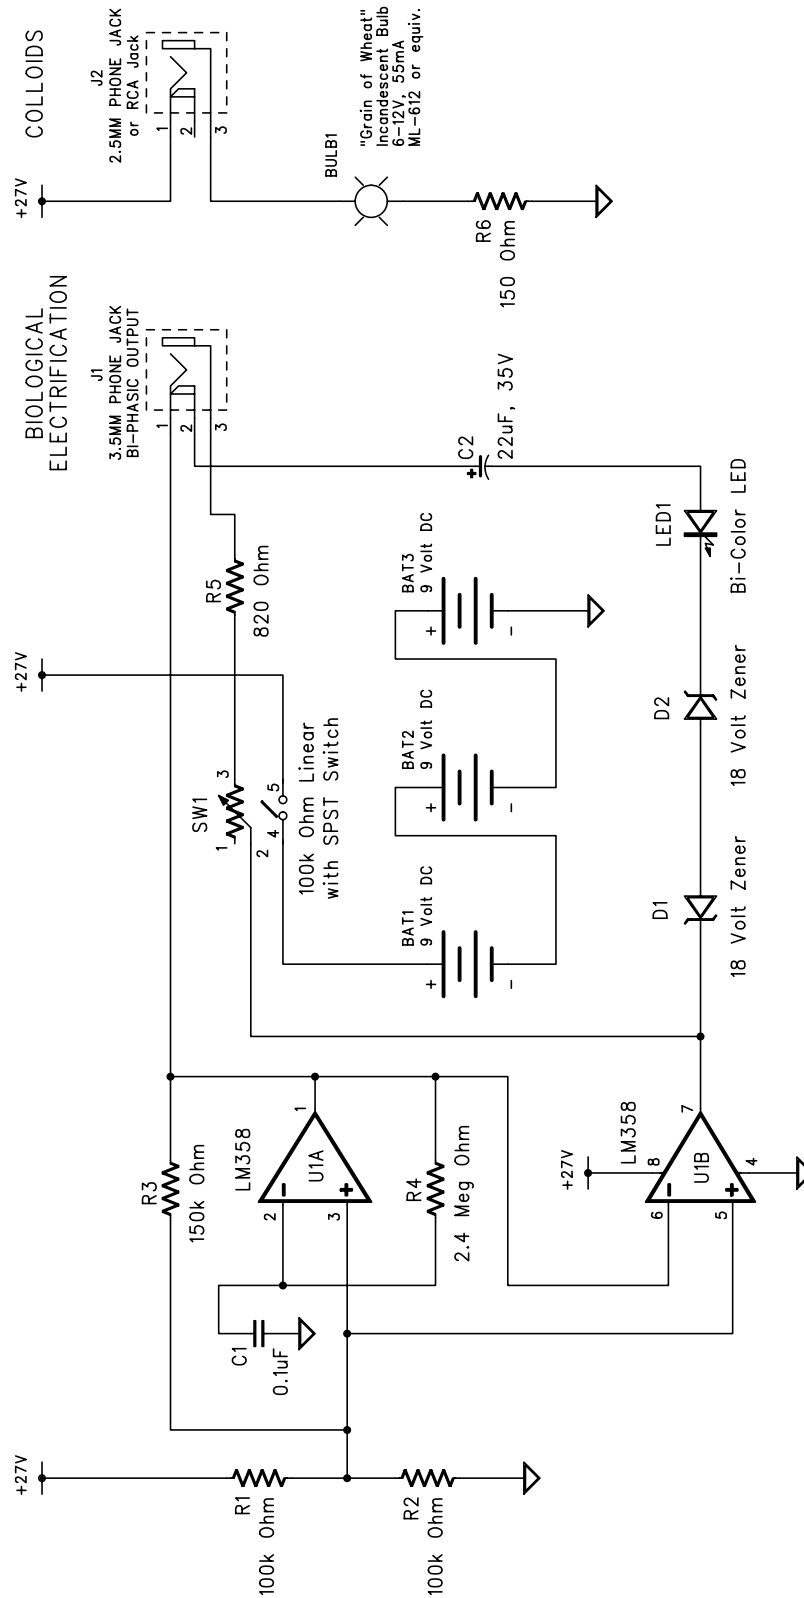 +27V
R1
100k Ohm
R2
100k Ohm
C1
0.1uF
R3
150k Ohm
LM358
2
3
1
U1A
R4
2.4 Meg Ohm
+27V
LM358
6
5
8
4
7
U1B
SW1
1
3
2
4
5
100k Ohm Linear
with SPST Switch
+27V
R5
820 Ohm
BAT1
9 Volt DC
+
-
BAT2
9 Volt DC
+
-
BAT3
9 Volt DC
+
-
D1
18 Volt Zener
D2
18 Volt Zener
LED1
Bi-Color LED
C2
+
22uF, 35V
BIOLOGICAL
ELECTRIFICATION
J1
3.5MM PHONE JACK
BI-PHASIC OUTPUT
1
2
3
COLLOIDS
+27V
J2
2.5MM PHONE JACK
or RCA Jack
1
2
3
BULB1
"Grain of Wheat"
Incandescent Bulb
6-12V, 55mA
ML-612 or equiv.
R6
150 Ohm